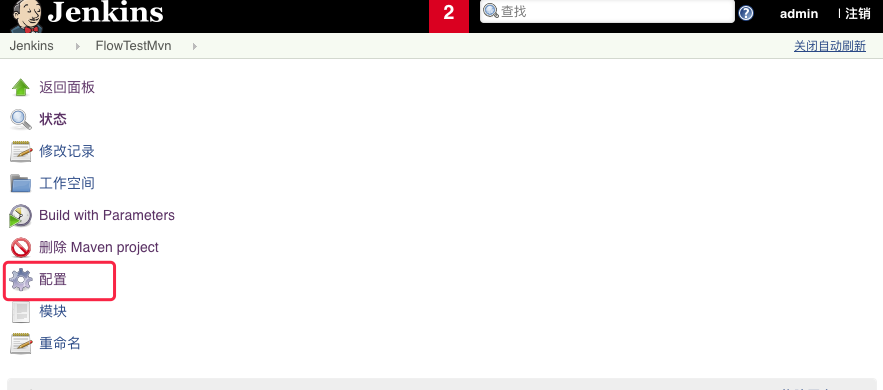 Jenkins 2 查找 admin | 注销
Jenkins FlowTestMvn 关闭自动刷新
返回面板
状态
修改记录
工作空间
Build with Parameters
删除 Maven project
配置
模块
重命名